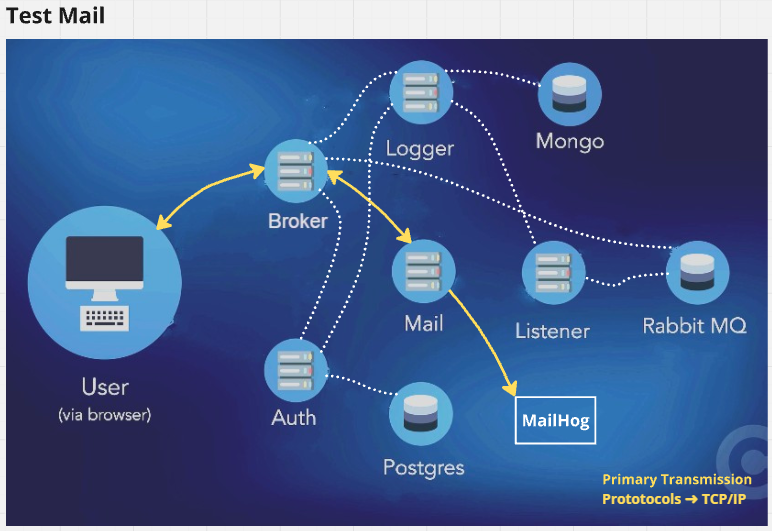 Test Mail
Logger
Mongo
Broker
Mail
Listener
Rabbit MQ
User
(via browser)
Auth
MailHog
Postgres
Primary Transmission
Prototocols ➔ TCP/IP